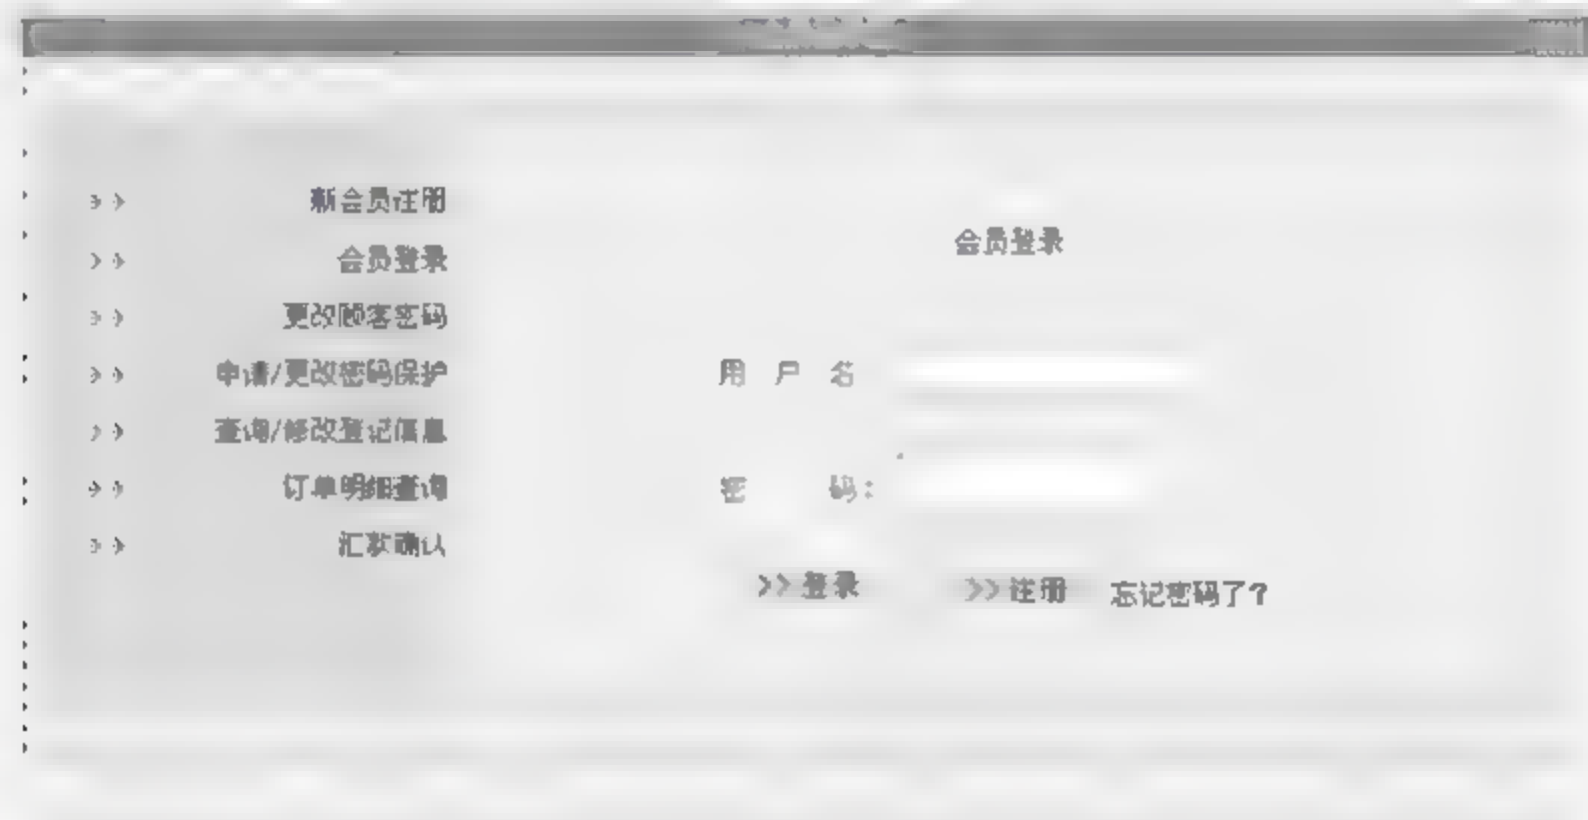 新会员注册
会员登录
更改顾客密码
申请/更改密码保护
查询/修改登记信息
订单明细查询
汇款确认
会员登录
用 户 名
密 码:
>>登录 >>注册 忘记密码了?